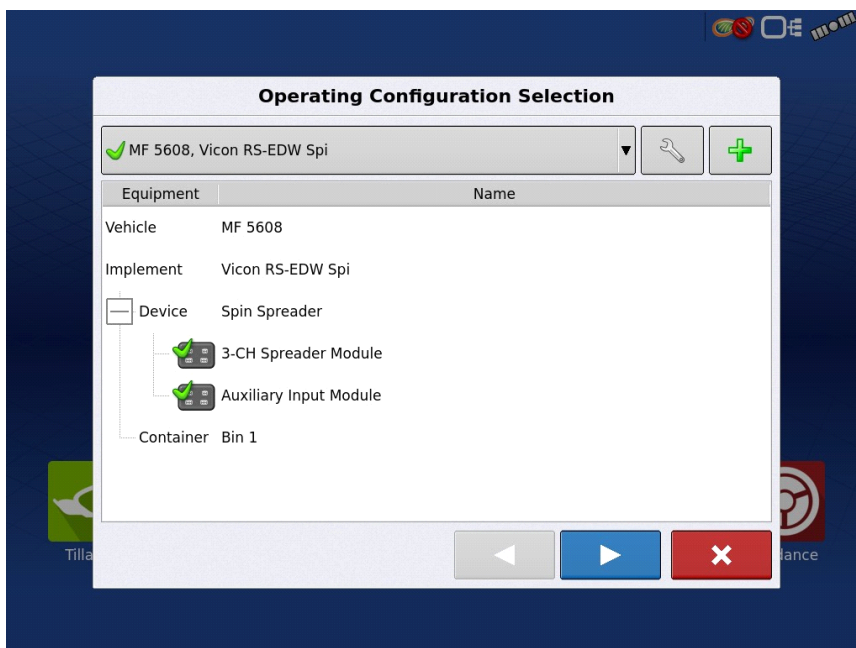 Operating Configuration Selection
MF 5608, Vicon RS-EDW Spi
Equipment Name
Vehicle MF 5608
Implement Vicon RS-EDW Spi
Device Spin Spreader
3-CH Spreader Module
Auxiliary Input Module
Container Bin 1
Tilla
dance